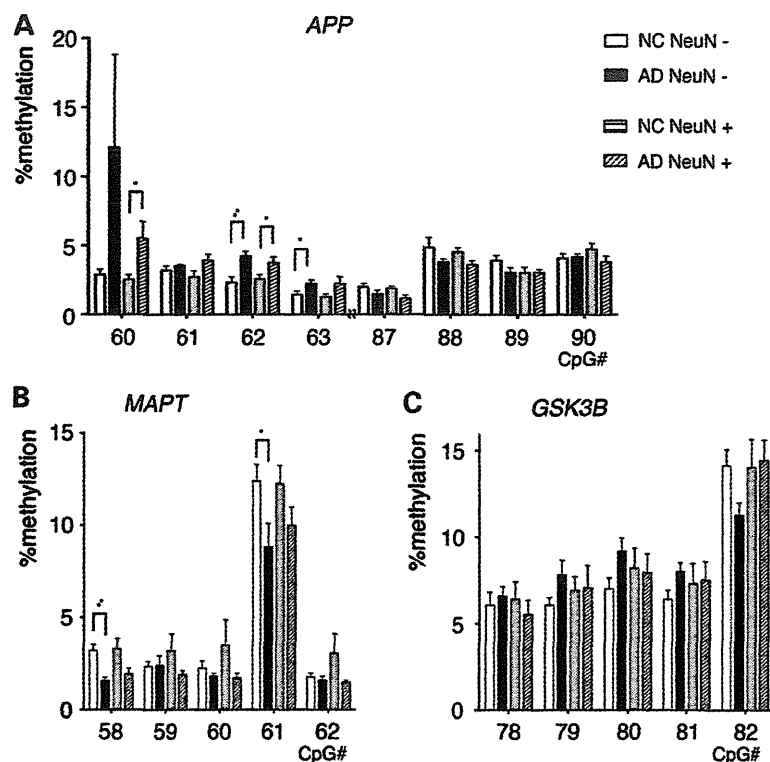 A
APP
20
15
10
5
0
%methylation
60 61 62 63 87 88 89 90
CpG#
NC NeuN -
AD NeuN -
NC NeuN +
AD NeuN +
B
MAPT
15
10
5
0
%methylation
58 59 60 61 62
CpG#
C
GSK3B
15
10
5
0
%methylation
78 79 80 81 82
CpG#